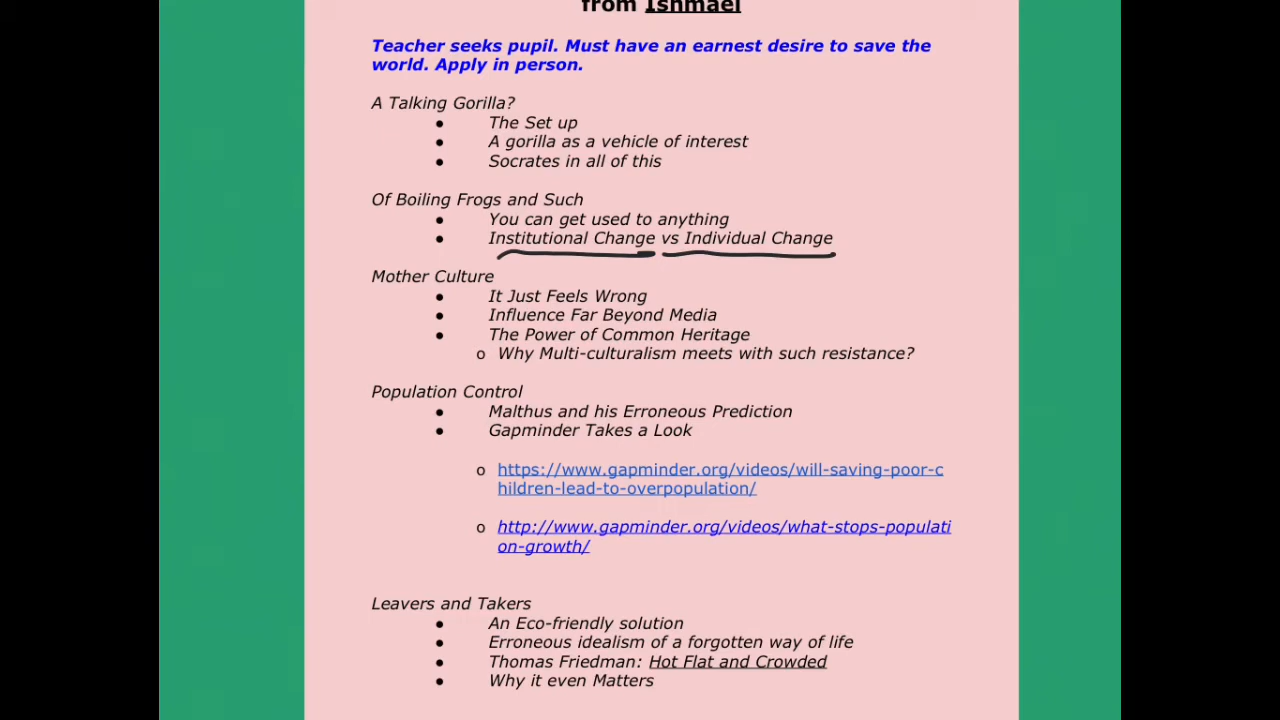 from Ishmael
Teacher seeks pupil. Must have an earnest desire to save the
world. Apply in person.
A Talking Gorilla?
● The Set up
● A gorilla as a vehicle of interest
● Socrates in all of this
Of Boiling Frogs and Such
● You can get used to anything
● Institutional Change vs Individual Change
Mother Culture
● It Just Feels Wrong
● Influence Far Beyond Media
● The Power of Common Heritage
o Why Multi-culturalism meets with such resistance?
Population Control
● Malthus and his Erroneous Prediction
● Gapminder Takes a Look
o https://www.gapminder.org/videos/will-saving-poor-c
hildren-lead-to-overpopulation/
o http://www.gapminder.org/videos/what-stops-populati
on-growth/
Leavers and Takers
● An Eco-friendly solution
● Erroneous idealism of a forgotten way of life
● Thomas Friedman: Hot Flat and Crowded
● Why it even Matters